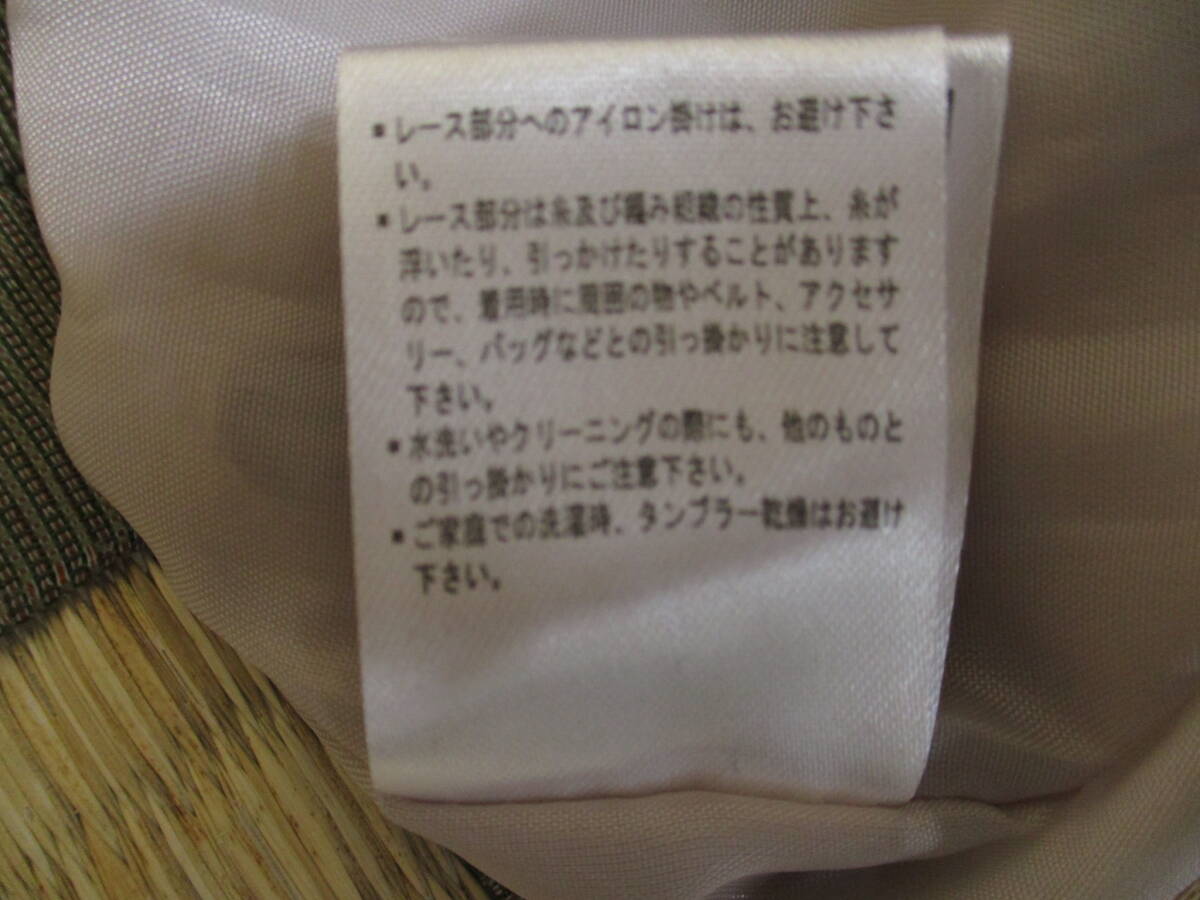 ▪レース部分へのアイロン掛けは、お避け下さ
い。
▪レース部分は糸及び編み組織の性質上、糸が
浮いたり、引っかけたりすることがあります
ので、着用時に周囲の物やベルト、アクセサ
リー、バッグなどとの引っ掛かりに注意して
下さい。
▪水洗いやクリーニングの際にも、他のものと
の引っ掛かりにご注意下さい。
▪ご家庭での洗濯時、タンブラー乾燥はお避け
下さい。